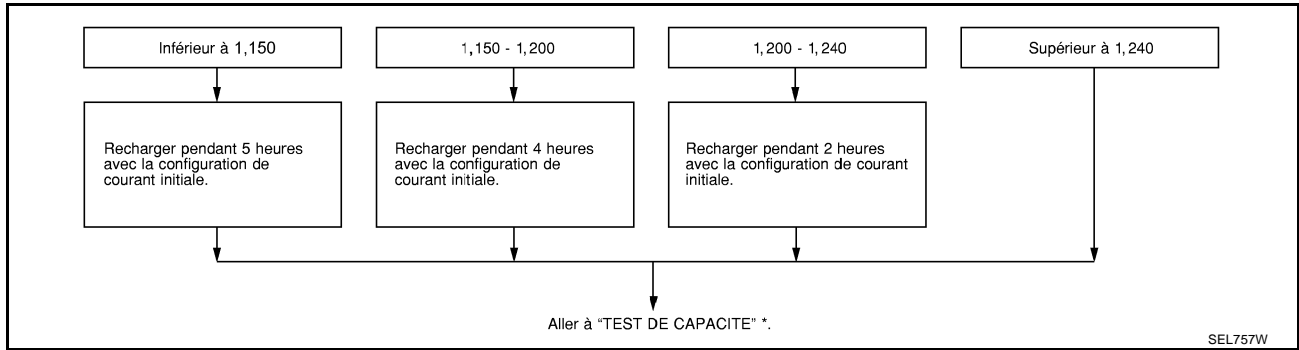 Inférieur à 1,150
1,150 - 1,200
1,200 - 1,240
Supérieur à 1,240
Recharger pendant 5 heures
avec la configuration de
courant initiale.
Recharger pendant 4 heures
avec la configuration de
courant initiale.
Recharger pendant 2 heures
avec la configuration de courant
initiale.
Aller à “TEST DE CAPACITE” *.
SEL757W